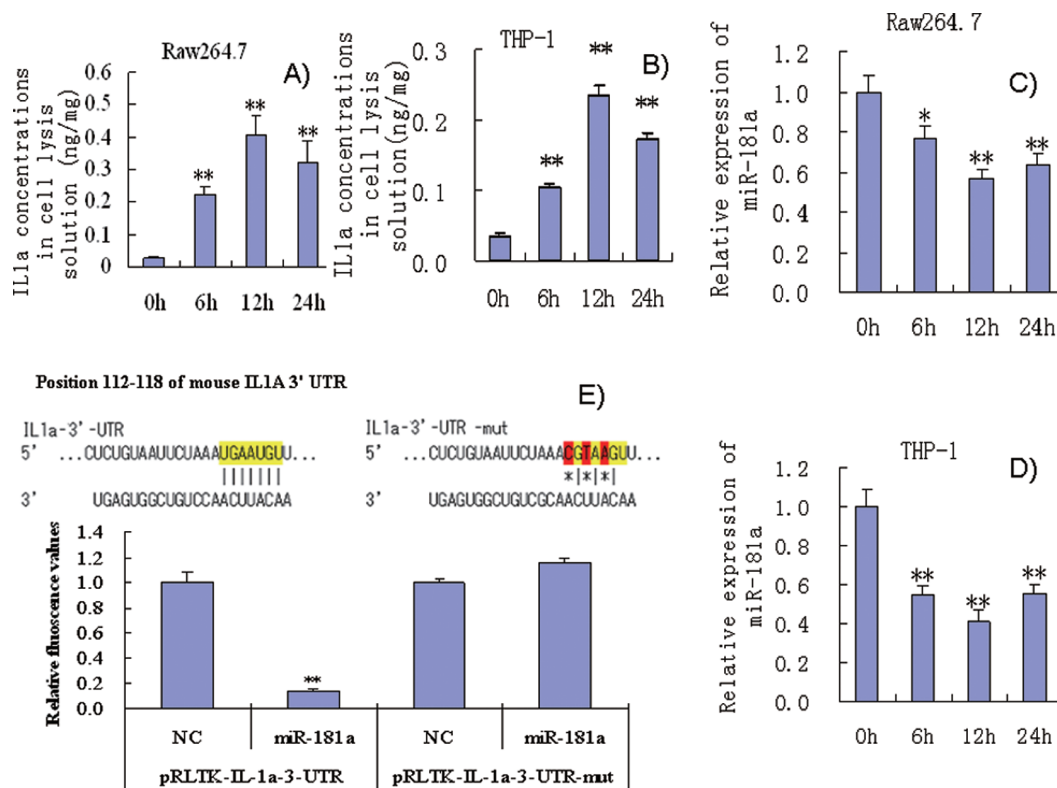 Raw264.7
A)
IL1a concentrations
in cell lysis
solution (ng/mg)
0.6
0.5
0.4
0.3
0.2
0.1
0
**
**
**
0h 6h 12h 24h
THP-1
B)
IL1a concentrations
in cell lysis
solution(ng/mg)
0.3
0.2
0.1
0.0
**
**
**
0h 6h 12h 24h
Raw264.7
C)
Relative expression of
miR-181a
1.2
1.0
0.8
0.6
0.4
0.2
0.0
*
**
**
0h 6h 12h 24h
Position 112-118 of mouse IL1A 3' UTR
E)
IL1a-3'-UTR
5' ...CUCUGUAAUUCUAAAUGAAUGUU...
|||||||
3' UGAGUGGCUGUCCAACUUACAA
IL1a-3'-UTR -mut
5' ...CUCUGUAAUUCUAAACGTAAGUU...
*|*|*|
3' UGAGUGGCUGUCGCAACUUACAA
Relative fluoscence values
1.4
1.2
1.0
0.8
0.6
0.4
0.2
0.0
**
NC miR-181a NC miR-181a
pRLTK-IL-1a-3-UTR pRLTK-IL-1a-3-UTR-mut
THP-1
D)
Relative expression of
miR-181a
1.2
1.0
0.8
0.6
0.4
0.2
0.0
**
**
**
0h 6h 12h 24h